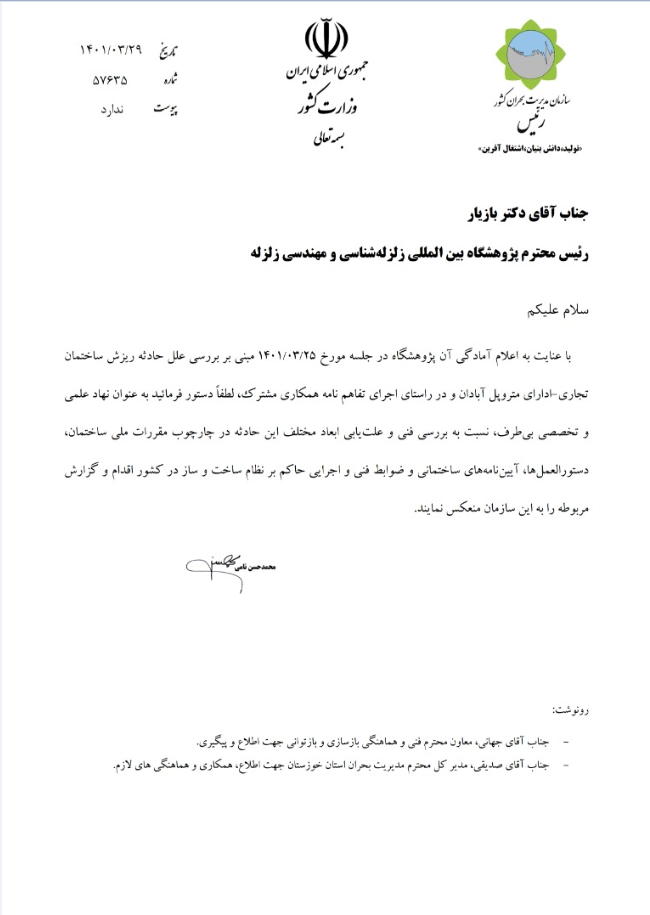 تاریخ ۱۴۰۱/۰۳/۲۹
شماره ۵۷۶۳۵
پیوست ندارد
جمهوری اسلامی ایران
وزارت کشور
بسمه تعالی
سازمان مدیریت بحران کشور
رئیس
«تولید، دانش بنیان، اشتغال آفرین»
جناب آقای دکتر بازیار
رئیس محترم پژوهشگاه بین المللی زلزله‌شناسی و مهندسی زلزله
سلام علیکم
با عنایت به اعلام آمادگی آن پژوهشگاه در جلسه مورخ ۱۴۰۱/۰۳/۲۵ مبنی بر بررسی علل حادثه ریزش ساختمان
تجاری-ادارای متروپل آبادان و در راستای اجرای تفاهم نامه همکاری مشترک، لطفاً دستور فرمائید به عنوان نهاد علمی
و تخصصی بی‌طرف، نسبت به بررسی فنی و علت‌یابی ابعاد مختلف این حادثه در چارچوب مقررات ملی ساختمان،
دستورالعمل‌ها، آیین‌نامه‌های ساختمانی و ضوابط فنی و اجرایی حاکم بر نظام ساخت و ساز در کشور اقدام و گزارش
مربوطه را به این سازمان منعکس نمایند.
محمدحسن نامی
رونوشت:
- جناب آقای جهانی، معاون محترم فنی و هماهنگی بازسازی و بازتوانی جهت اطلاع و پیگیری.
- جناب آقای صدیقی، مدیر کل محترم مدیریت بحران استان خوزستان جهت اطلاع، همکاری و هماهنگی های لازم.